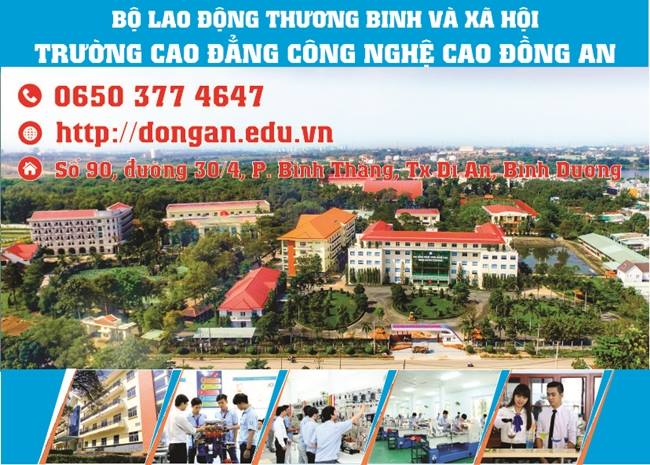 BỘ LAO ĐỘNG THƯƠNG BINH VÀ XÃ HỘI
TRƯỜNG CAO ĐẲNG CÔNG NGHỆ CAO ĐỒNG AN
0650 377 4647
http://dongan.edu.vn
Số 90, đường 30/4, P. Bình Thắng, Tx Dĩ An, Bình Dương